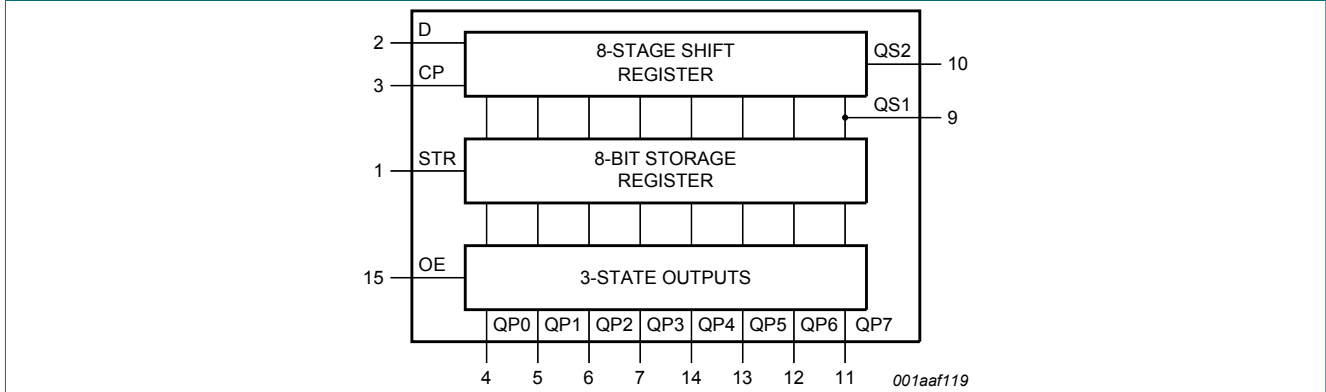 D
2
8-STAGE SHIFT
REGISTER
QS2
10
3
CP
QS1
9
1
STR
8-BIT STORAGE
REGISTER
15
OE
3-STATE OUTPUTS
QP0 QP1 QP2 QP3 QP4 QP5 QP6 QP7
4 5 6 7 14 13 12 11
001aaf119